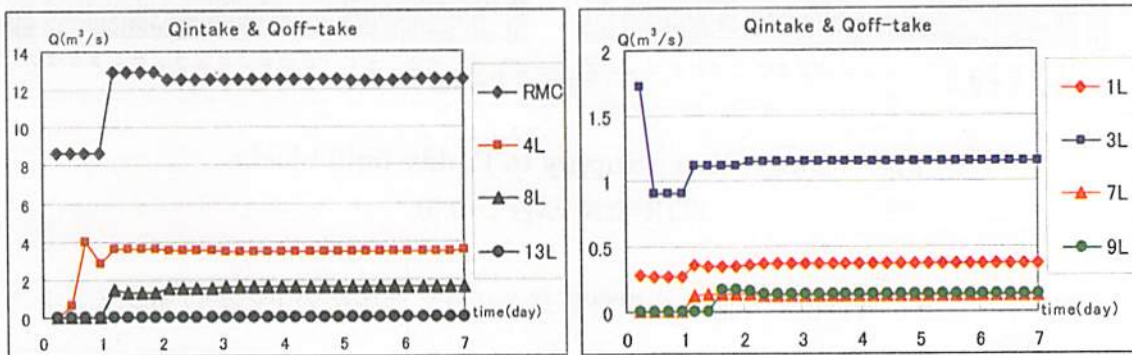 Qintake & Qoff-take
Q(m³/s)
14
12
10
8
6
4
2
0
0 1 2 3 4 5 6 7
time(day)
RMC
4L
8L
13L
Qintake & Qoff-take
Q(m³/s)
2
1.5
1
0.5
0
0 1 2 3 4 5 6 7
time(day)
1L
3L
7L
9L